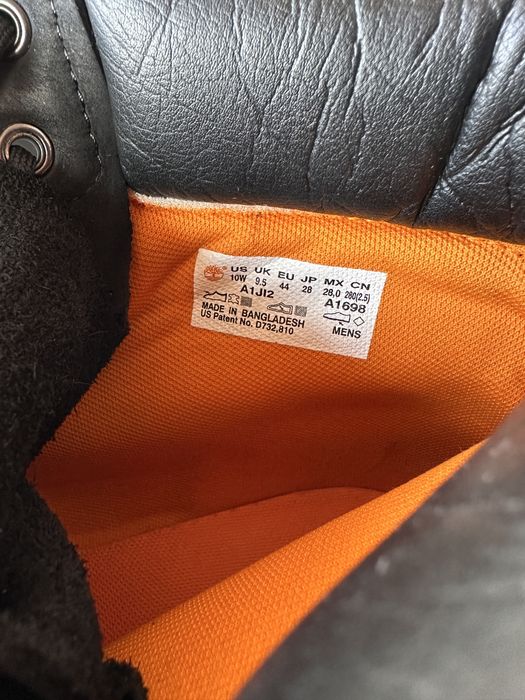 US UK EU JP MX CN
10W 9.5 44 28 28,0 280(2.5)
A1JI2 A1698
MADE IN BANGLADESH
US Patent No. D732,810
MENS